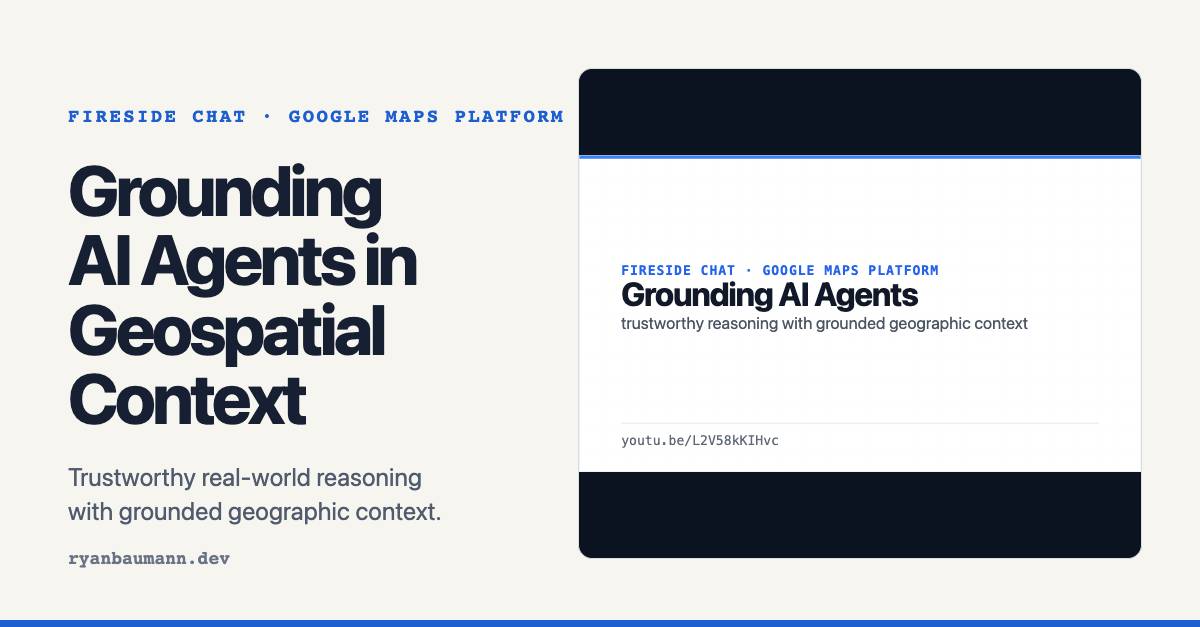 FIRESIDE CHAT · GOOGLE MAPS PLATFORM
Grounding
AI Agents in
Geospatial
Context
Trustworthy real-world reasoning
with grounded geographic context.
ryanbaumann.dev
FIRESIDE CHAT · GOOGLE MAPS PLATFORM
Grounding AI Agents
trustworthy reasoning with grounded geographic context
youtu.be/L2V58kKIHvc